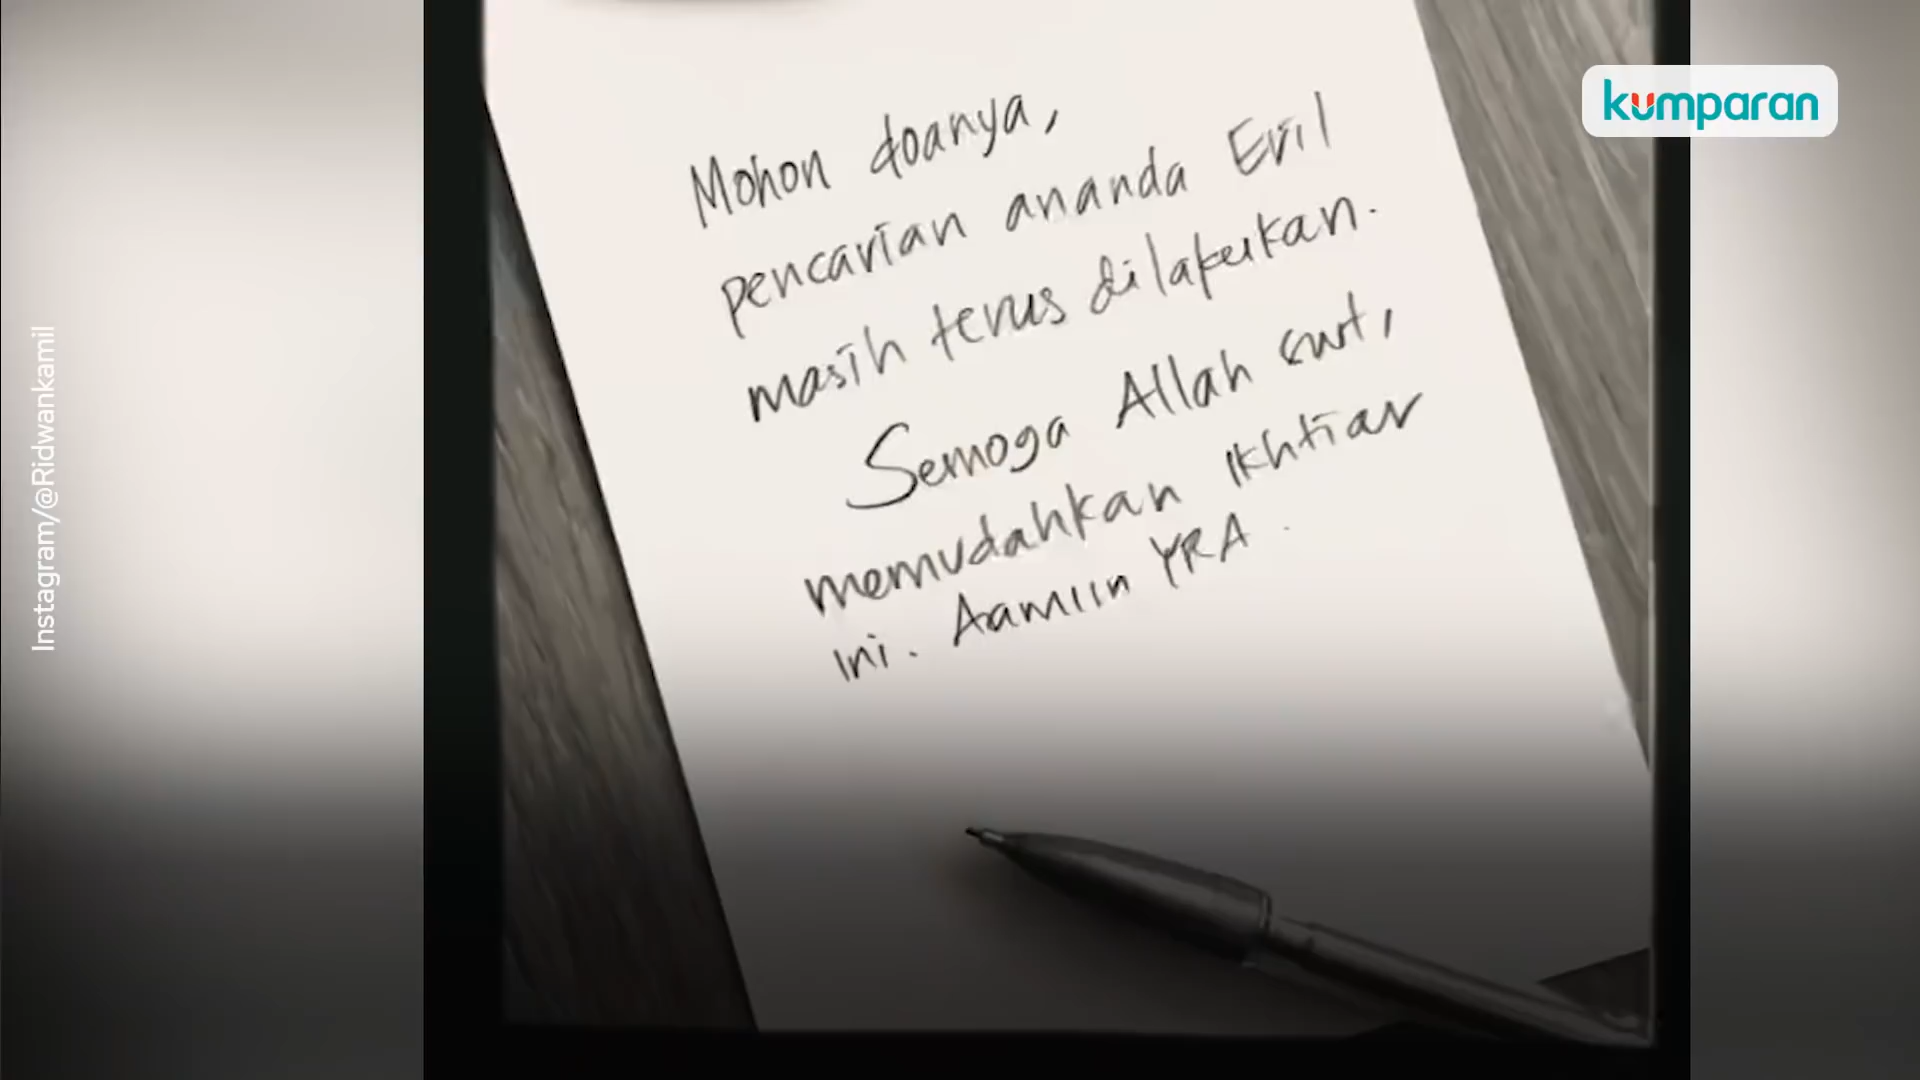 Mohon doanya,
pencarian ananda Eril
masih terus dilakukan.
Semoga Allah swt,
memudahkan Ikhtiar
ini. Aamiin YRA.
kumparan
Instagram/@Ridwankamil